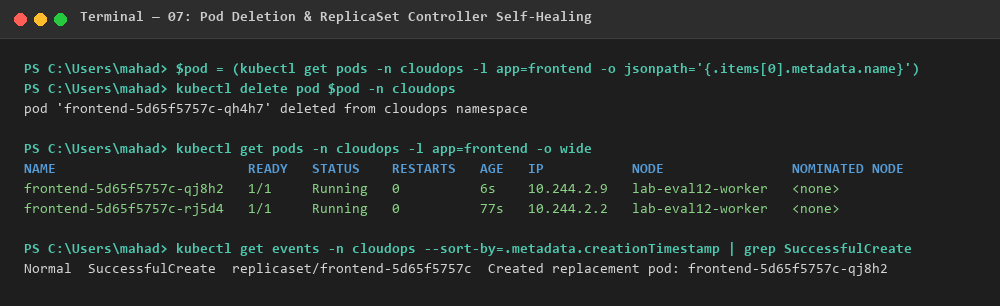 Terminal — 07: Pod Deletion & ReplicaSet Controller Self-Healing
PS C:\Users\mahad> $pod = (kubectl get pods -n cloudops -l app=frontend -o jsonpath='{.items[0].metadata.name}')
PS C:\Users\mahad> kubectl delete pod $pod -n cloudops
pod 'frontend-5d65f5757c-qh4h7' deleted from cloudops namespace
PS C:\Users\mahad> kubectl get pods -n cloudops -l app=frontend -o wide
NAME READY STATUS RESTARTS AGE IP NODE NOMINATED NODE
frontend-5d65f5757c-qj8h2 1/1 Running 0 6s 10.244.2.9 lab-eval12-worker <none>
frontend-5d65f5757c-rj5d4 1/1 Running 0 77s 10.244.2.2 lab-eval12-worker <none>
PS C:\Users\mahad> kubectl get events -n cloudops --sort-by=.metadata.creationTimestamp | grep SuccessfulCreate
Normal SuccessfulCreate replicaset/frontend-5d65f5757c Created replacement pod: frontend-5d65f5757c-qj8h2